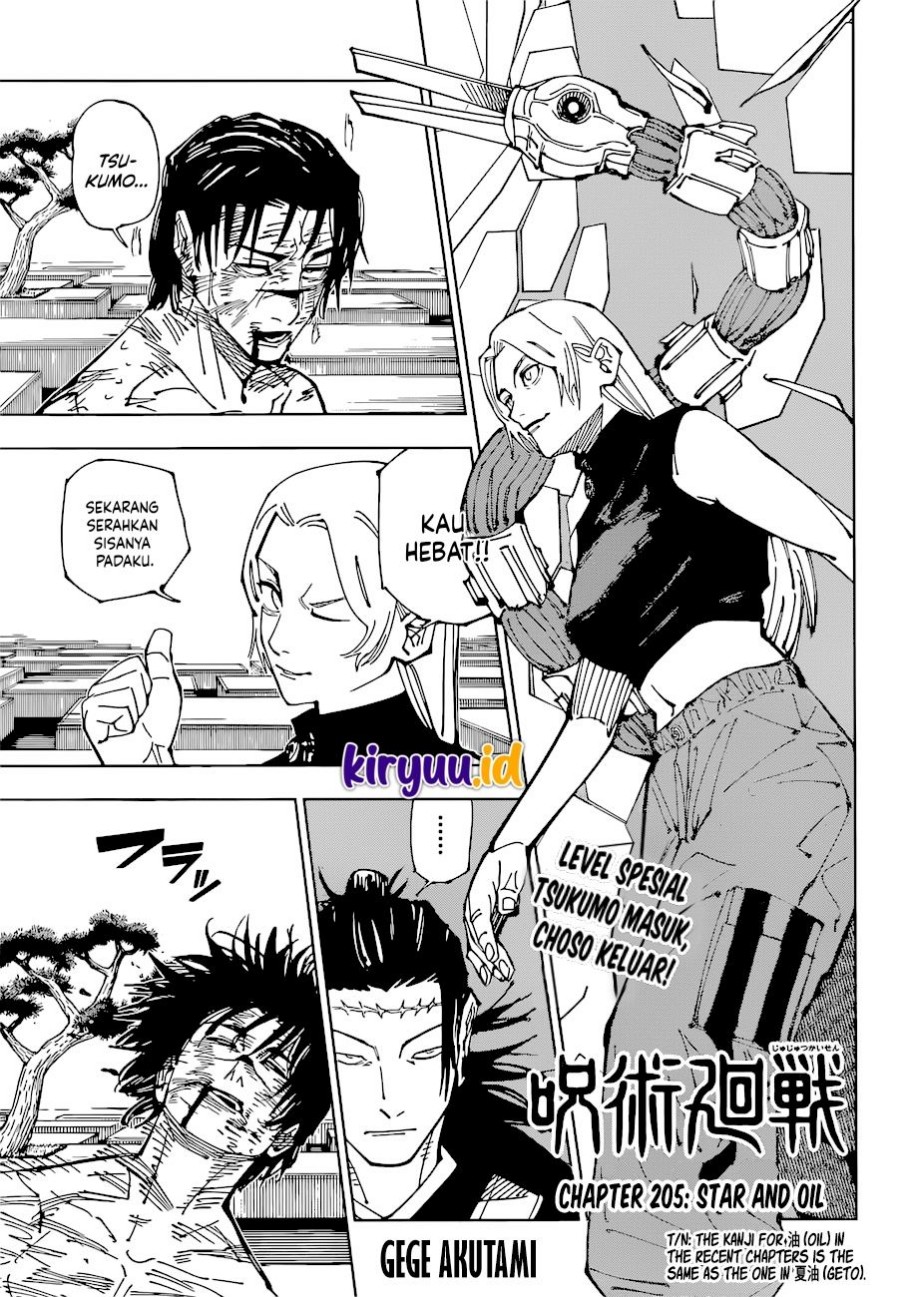 KAU
HEBAT!!
TSU-
KUMO...
SEKARANG
SERAHKAN
SISANYA
PADAKU.
kiryuu.id
......
フラッ
LEVEL SPESIAL
TSUKUMO MASUK,
CHOSO KELUAR!
じゅじゅつかいせん
呪術廻戦
CHAPTER 205: STAR AND OIL
GEGE AKUTAMI
T/N: THE KANJI FOR 油 (OIL) IN
THE RECENT CHAPTERS IS THE
SAME AS THE ONE IN 夏油 (GETO).